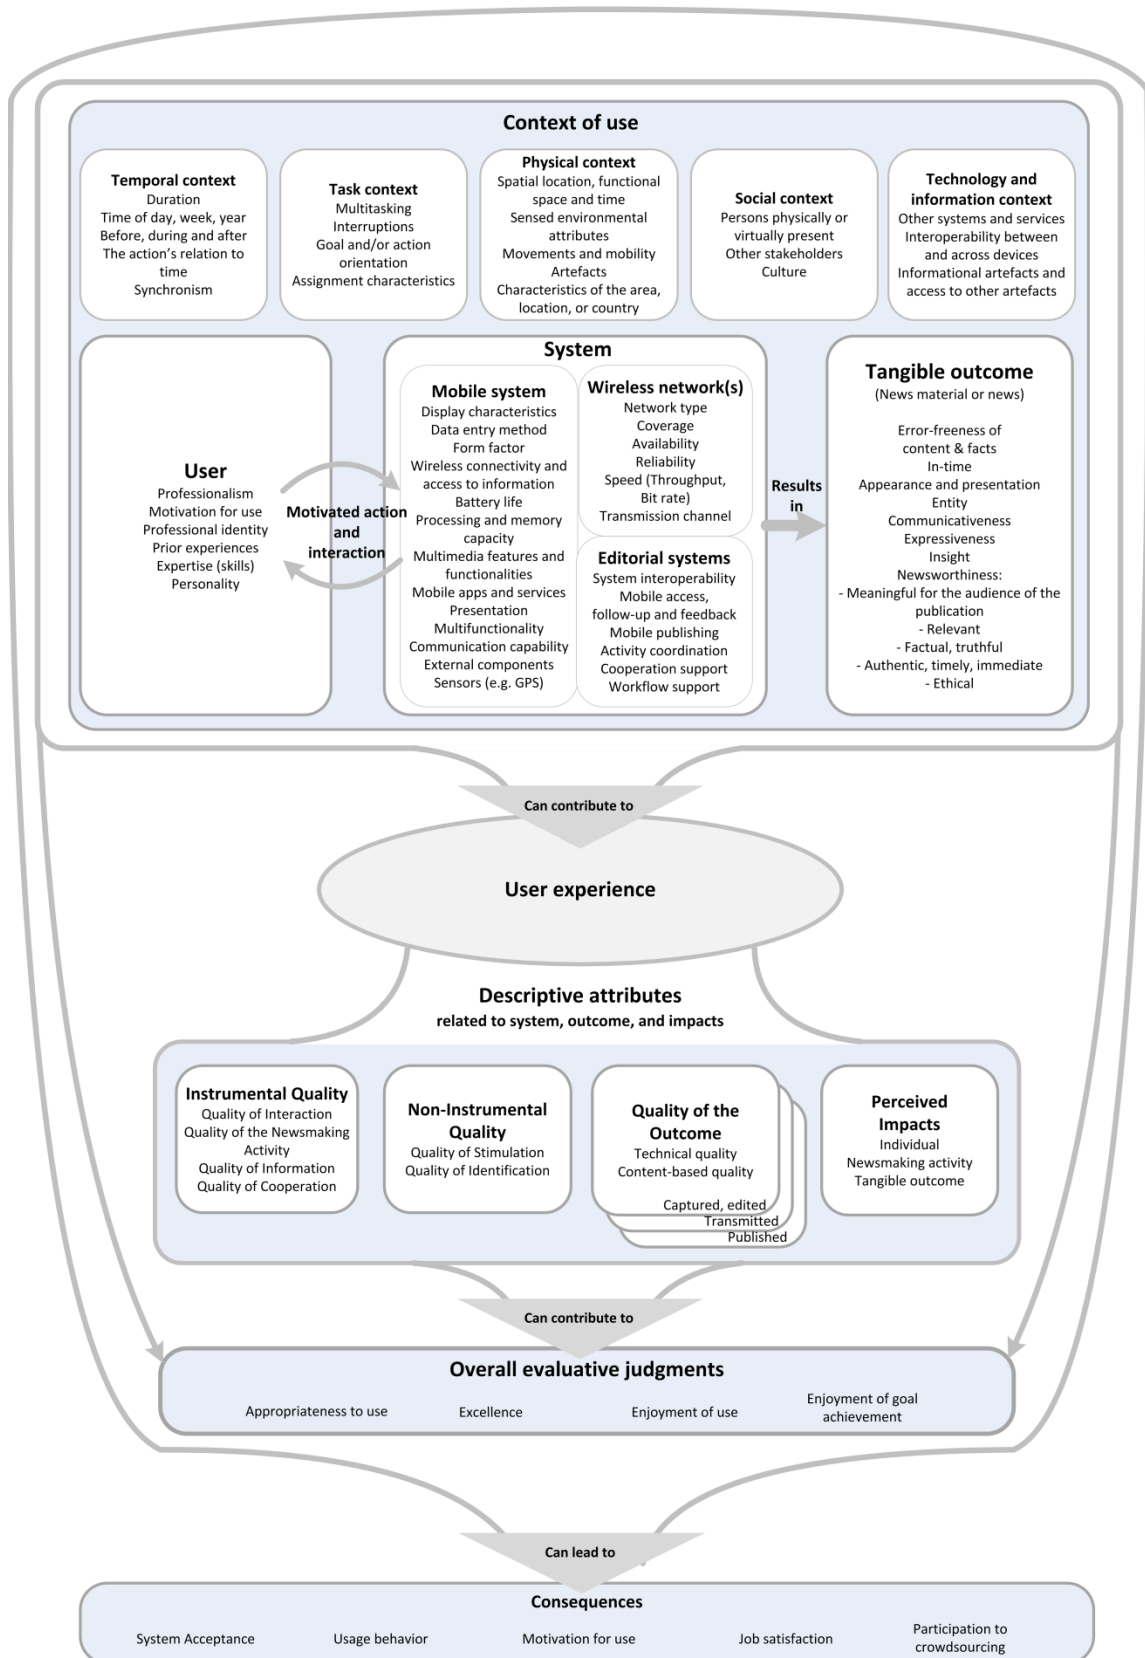 Context of use
Temporal context
Duration
Time of day, week, year
Before, during and after
The action's relation to
time
Synchronism
Task context
Multitasking
Interruptions
Goal and/or action
orientation
Assignment characteristics
Physical context
Spatial location, functional
space and time
Sensed environmental
attributes
Movements and mobility
Artefacts
Characteristics of the area,
location, or country
Social context
Persons physically or
virtually present
Other stakeholders
Culture
Technology and
information context
Other systems and services
Interoperability between
and across devices
Informational artefacts and
access to other artefacts
User
Professionalism
Motivation for use
Professional identity
Prior experiences
Expertise (skills)
Personality
Motivated action
and
interaction
System
Mobile system
Display characteristics
Data entry method
Form factor
Wireless connectivity and
access to information
Battery life
Processing and memory
capacity
Multimedia features and
functionalities
Mobile apps and services
Presentation
Multifunctionality
Communication capability
External components
Sensors (e.g. GPS)
Wireless network(s)
Network type
Coverage
Availability
Reliability
Speed (Throughput,
Bit rate)
Transmission channel
Editorial systems
System interoperability
Mobile access,
follow-up and feedback
Mobile publishing
Activity coordination
Cooperation support
Workflow support
Results
in
Tangible outcome
(News material or news)
Error-freeness of
content & facts
In-time
Appearance and presentation
Entity
Communicativeness
Expressiveness
Insight
Newsworthiness:
- Meaningful for the audience of the
publication
- Relevant
- Factual, truthful
- Authentic, timely, immediate
- Ethical
Can contribute to
User experience
Descriptive attributes
related to system, outcome, and impacts
Instrumental Quality
Quality of Interaction
Quality of the Newsmaking
Activity
Quality of Information
Quality of Cooperation
Non-Instrumental
Quality
Quality of Stimulation
Quality of Identification
Quality of the
Outcome
Technical quality
Content-based quality
Captured, edited
Transmitted
Published
Perceived
Impacts
Individual
Newsmaking activity
Tangible outcome
Can contribute to
Overall evaluative judgments
Appropriateness to use
Excellence
Enjoyment of use
Enjoyment of goal
achievement
Can lead to
Consequences
System Acceptance
Usage behavior
Motivation for use
Job satisfaction
Participation to
crowdsourcing